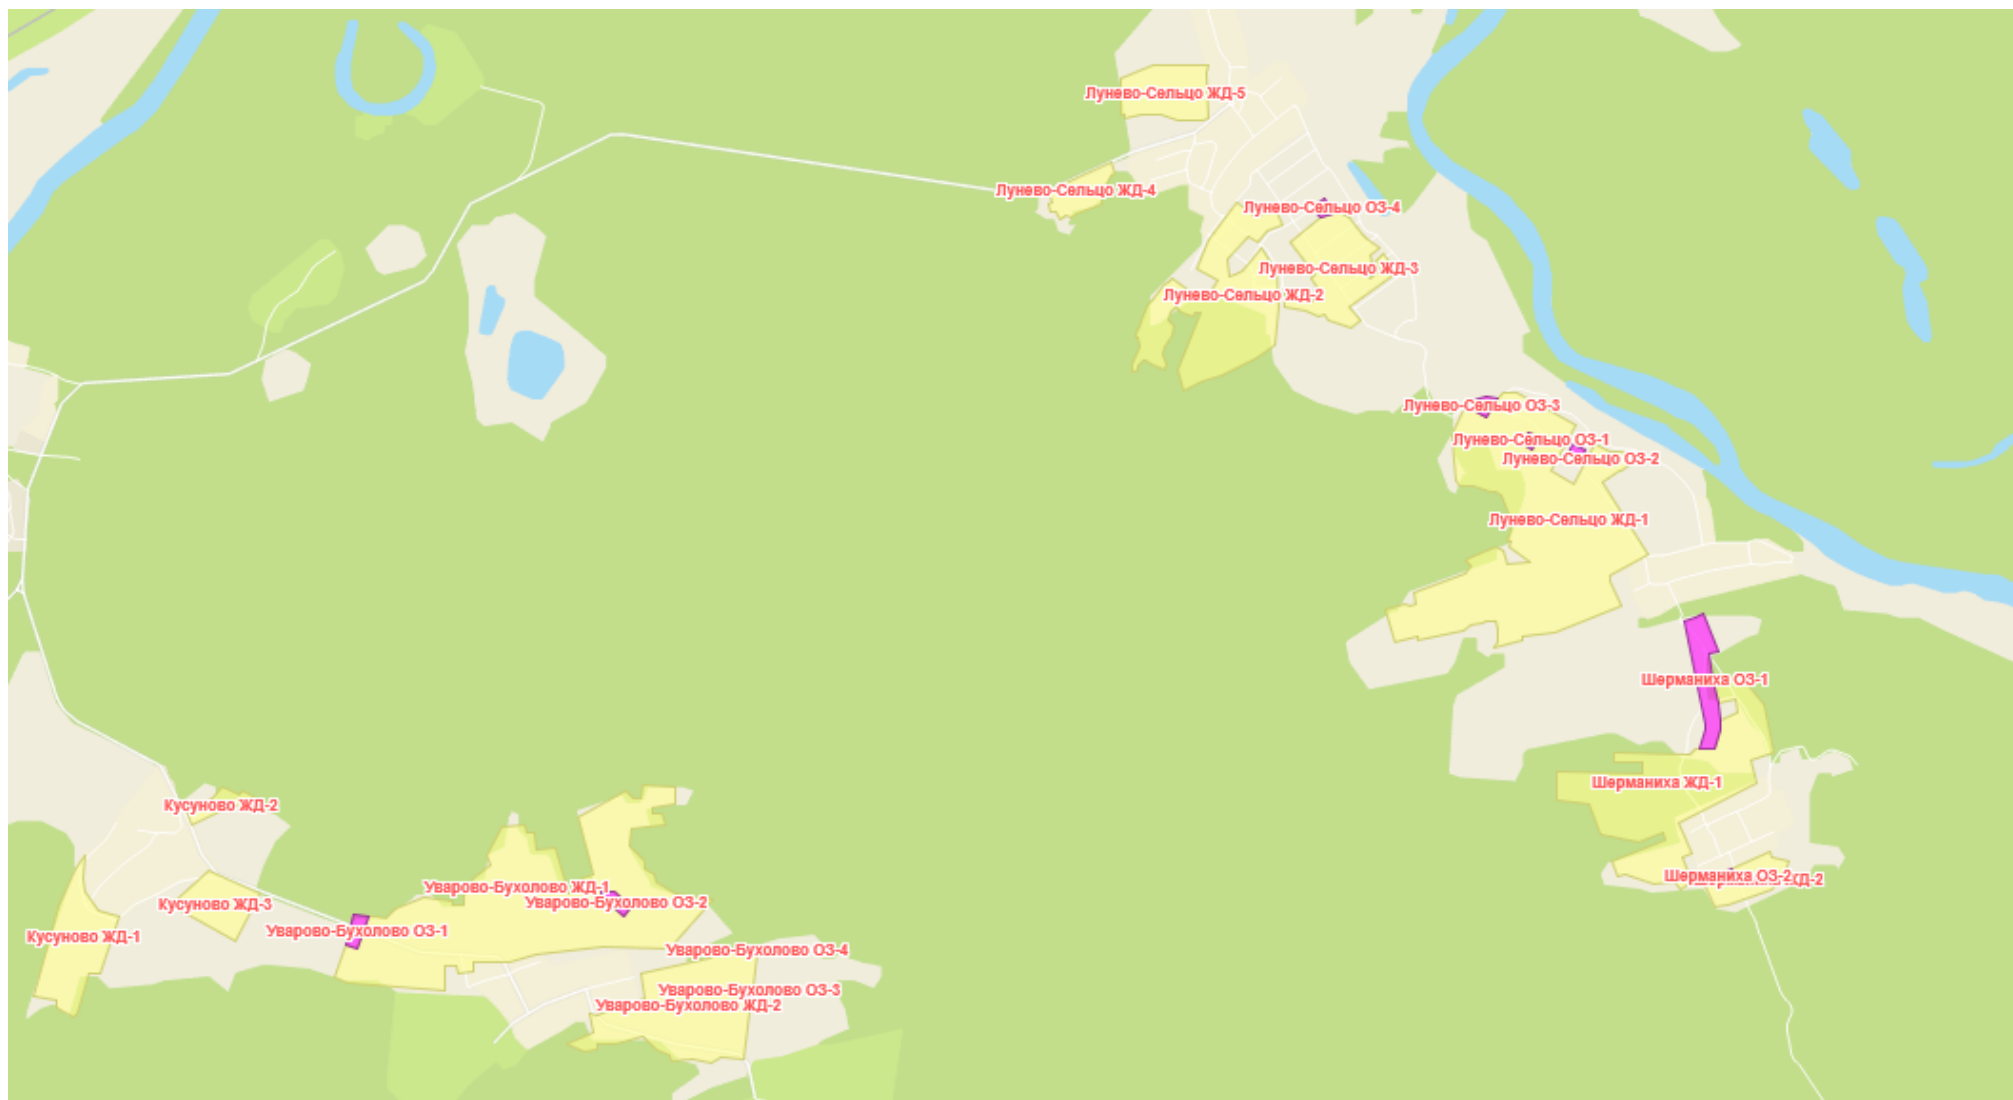 Лунево-Сельцо ЖД-5
Лунево-Сельцо ЖД-4
Лунево-Сельцо ОЗ-4
Лунево-Сельцо ЖД-3
Лунево-Сельцо ЖД-2
Лунево-Сельцо ОЗ-3
Лунево-Сельцо ОЗ-1
Лунево-Сельцо ОЗ-2
Лунево-Сельцо ЖД-1
Шерманиха ОЗ-1
Шерманиха ЖД-1
Шерманиха ОЗ-2
Шерманиха ЖД-2
Кусуново ЖД-2
Кусуново ЖД-3
Кусуново ЖД-1
Уварово-Бухолово ЖД-1
Уварово-Бухолово ОЗ-2
Уварово-Бухолово ОЗ-1
Уварово-Бухолово ОЗ-4
Уварово-Бухолово ОЗ-3
Уварово-Бухолово ЖД-2